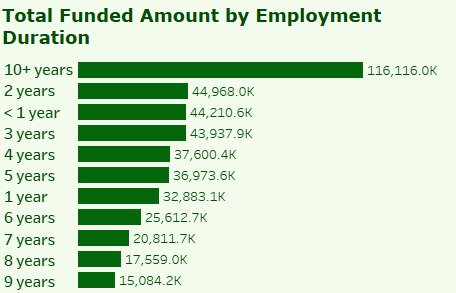 Total Funded Amount by Employment
Duration
10+ years 116,116.0K
2 years 44,968.0K
< 1 year 44,210.6K
3 years 43,937.9K
4 years 37,600.4K
5 years 36,973.6K
1 year 32,883.1K
6 years 25,612.7K
7 years 20,811.7K
8 years 17,559.0K
9 years 15,084.2K